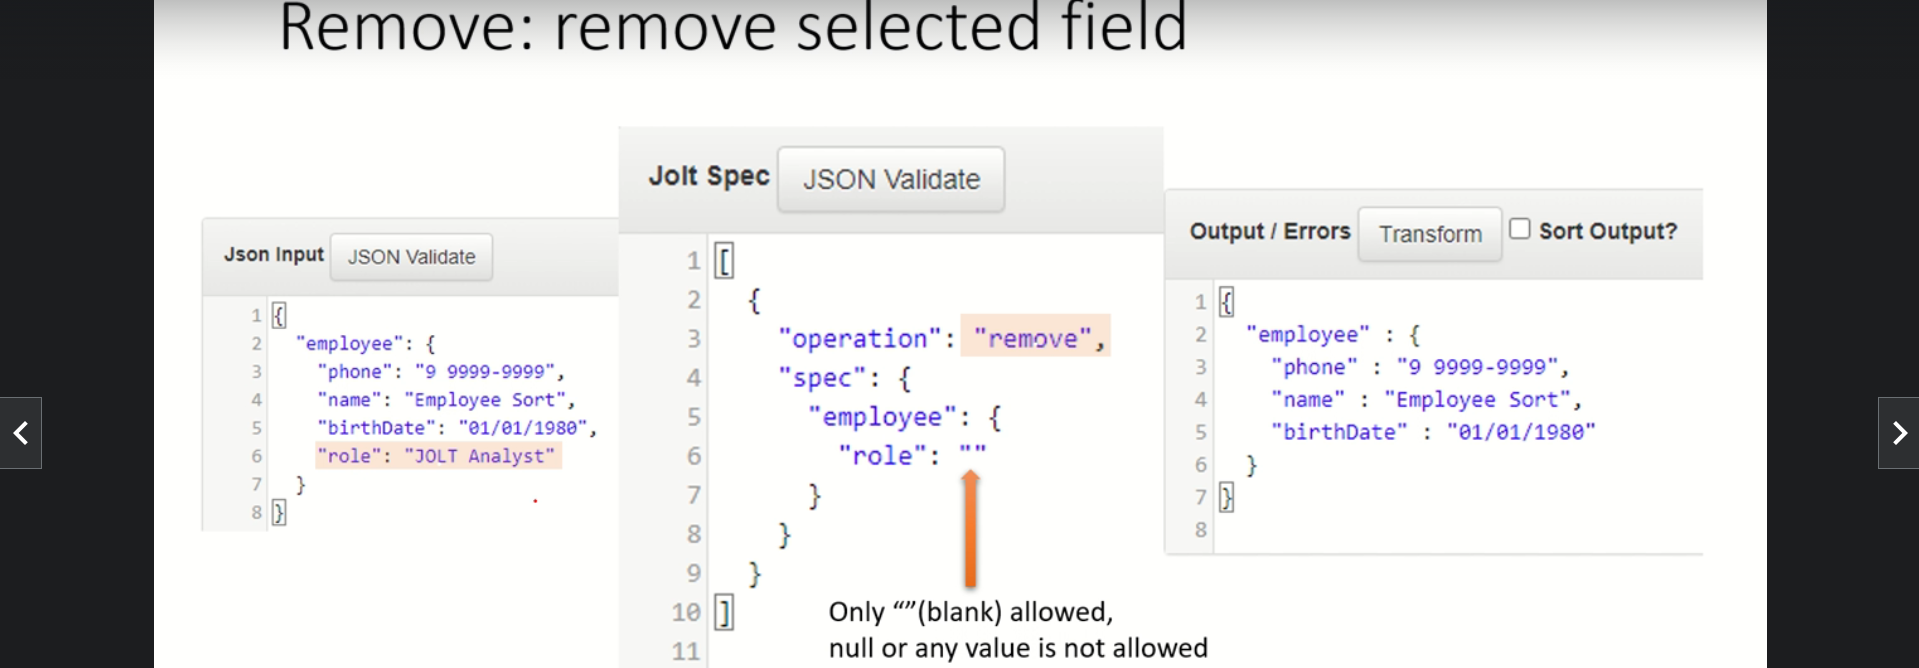 Remove: remove selected field
Json Input JSON Validate
1 {
2 "employee": {
3 "phone": "9 9999-9999",
4 "name": "Employee Sort",
5 "birthDate": "01/01/1980",
6 "role": "JOLT Analyst"
7 }
8 }
Jolt Spec JSON Validate
1 [
2 {
3 "operation": "remove",
4 "spec": {
5 "employee": {
6 "role": ""
7 }
8 }
9 }
10 ]
11
Only “”(blank) allowed,
null or any value is not allowed
Output / Errors Transform Sort Output?
1 {
2 "employee" : {
3 "phone" : "9 9999-9999",
4 "name" : "Employee Sort",
5 "birthDate" : "01/01/1980"
6 }
7 }
8